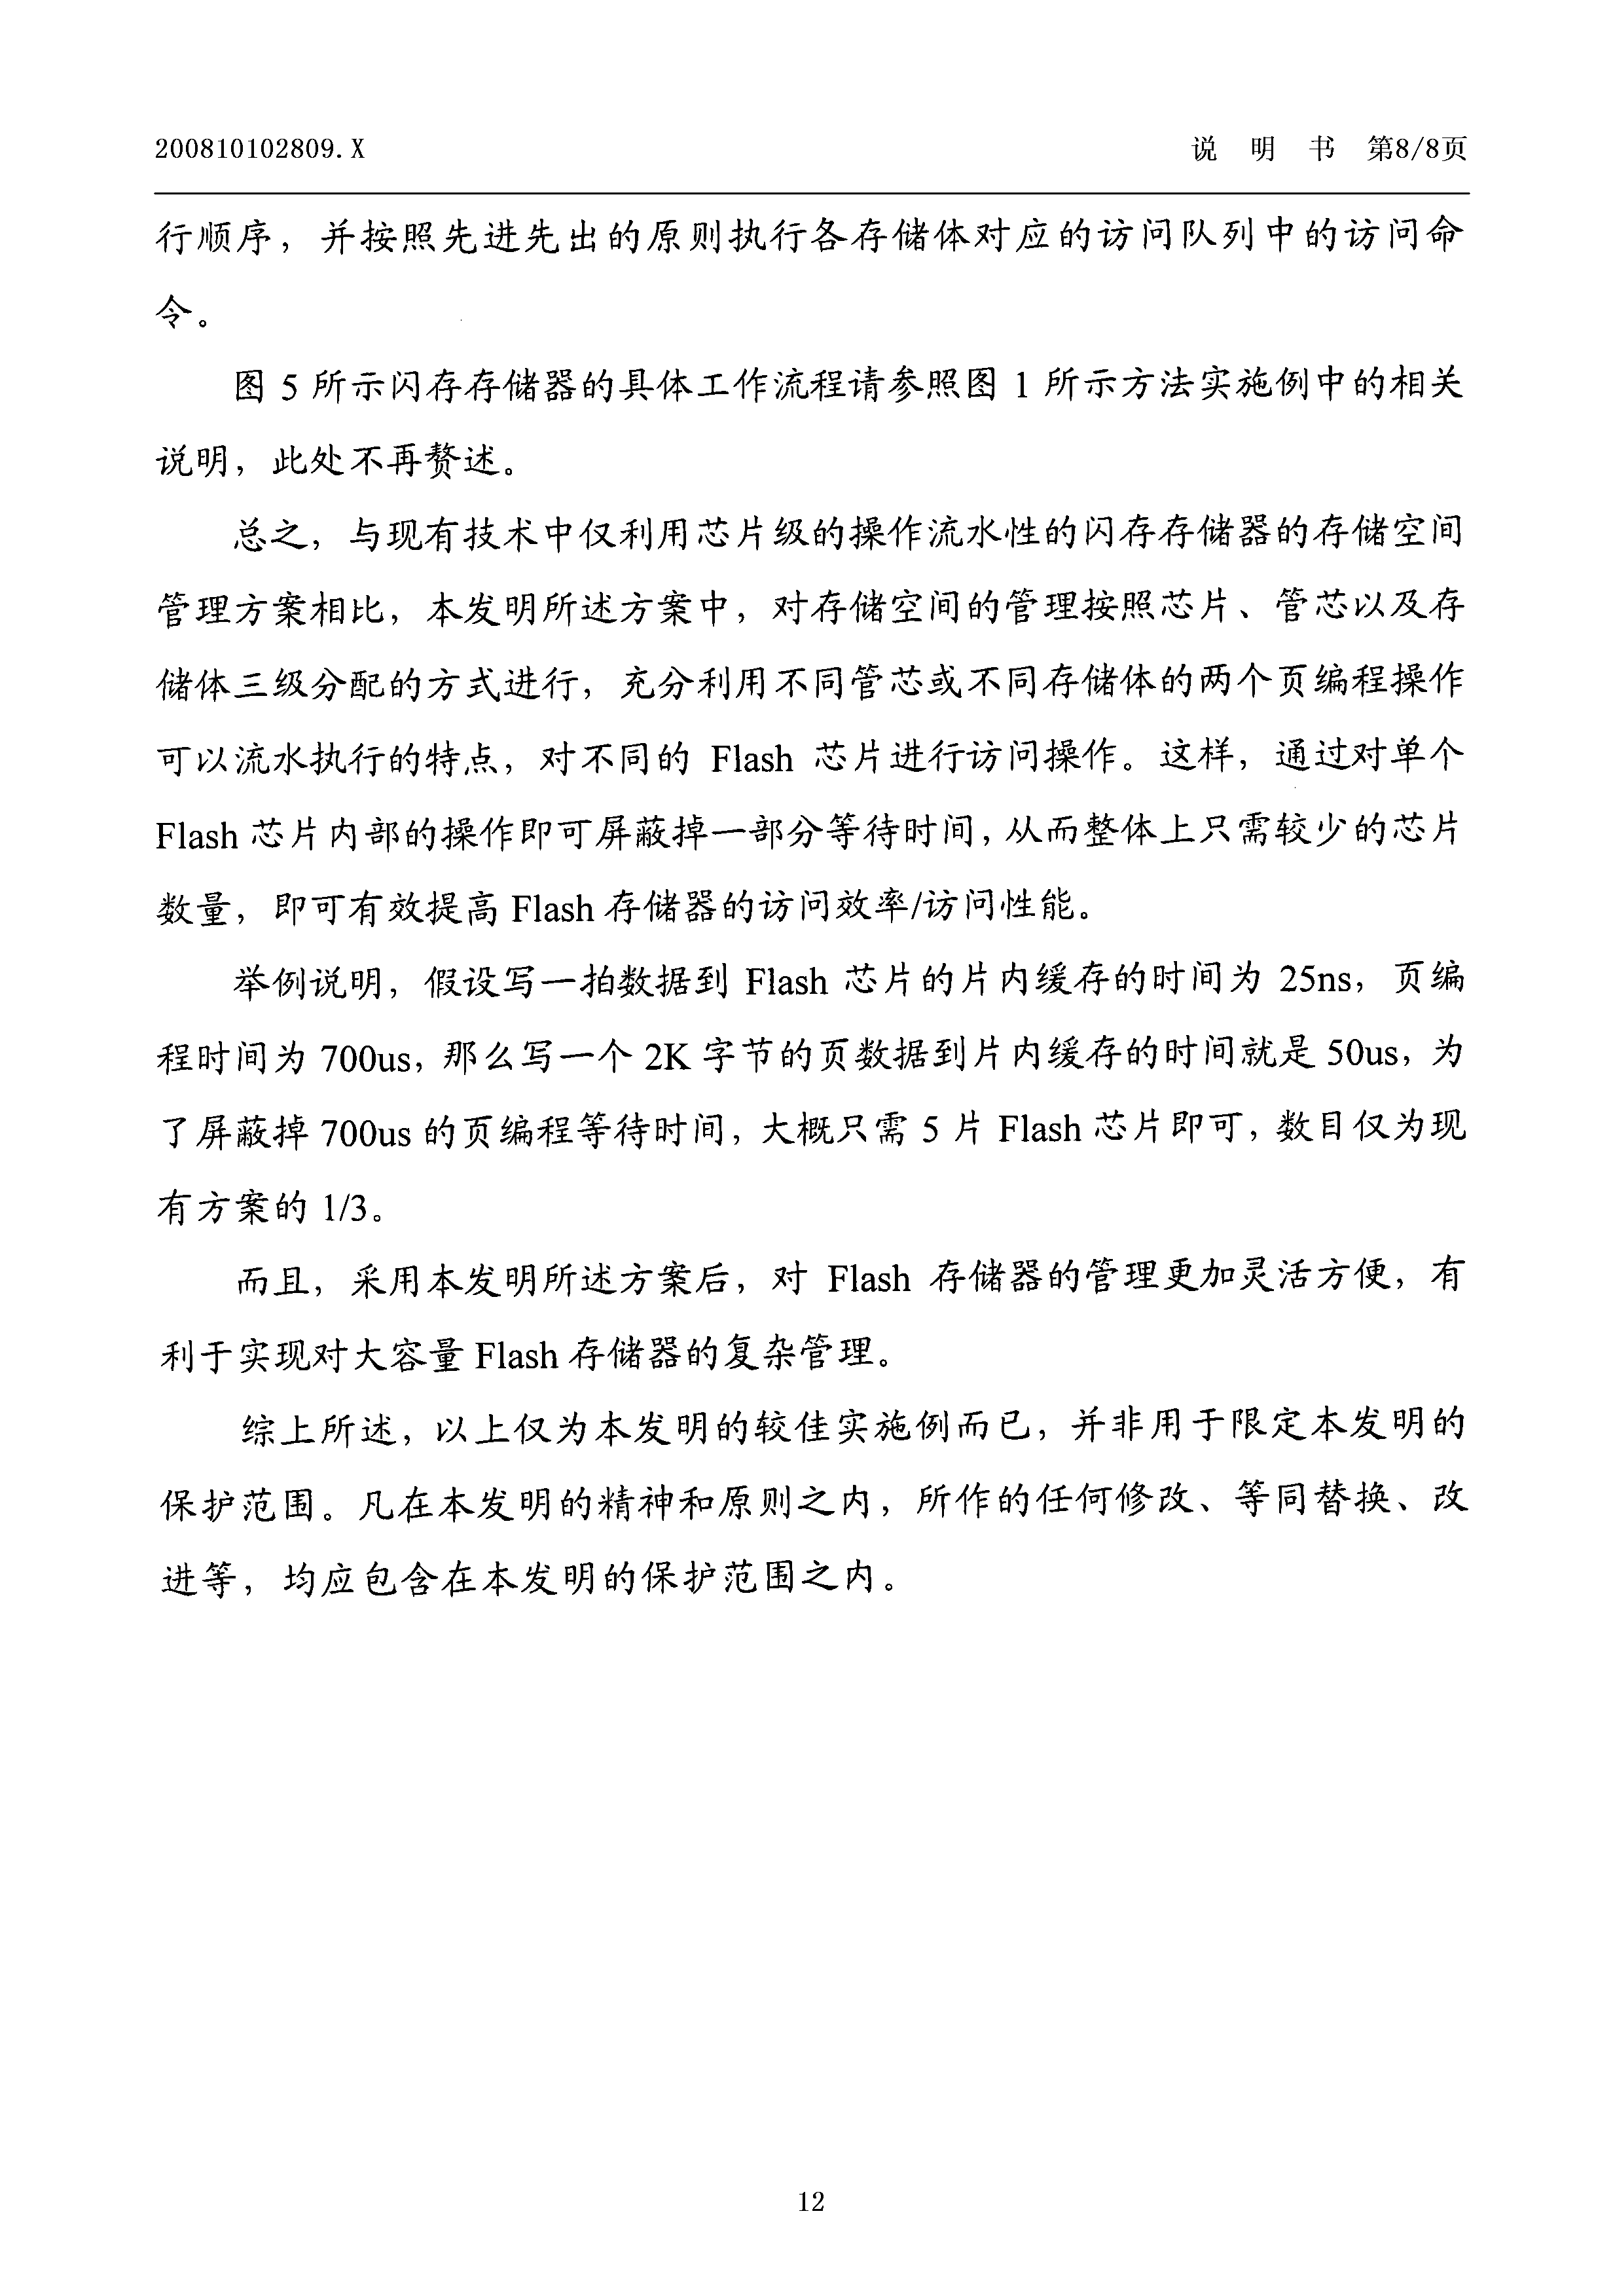 200810102809.X 说 明 书 第8/8页
行顺序，并按照先进先出的原则执行各存储体对应的访问队列中的访问命
令。
图 5 所示闪存存储器的具体工作流程请参照图 1 所示方法实施例中的相关
说明，此处不再赘述。
总之，与现有技术中仅利用芯片级的操作流水性的闪存存储器的存储空间
管理方案相比，本发明所述方案中，对存储空间的管理按照芯片、管芯以及存
储体三级分配的方式进行，充分利用不同管芯或不同存储体的两个页编程操作
可以流水执行的特点，对不同的 Flash 芯片进行访问操作。这样，通过对单个
Flash 芯片内部的操作即可屏蔽掉一部分等待时间，从而整体上只需较少的芯片
数量，即可有效提高 Flash 存储器的访问效率/访问性能。
举例说明，假设写一拍数据到 Flash 芯片的片内缓存的时间为 25ns，页编
程时间为 700us，那么写一个 2K 字节的页数据到片内缓存的时间就是 50us，为
了屏蔽掉 700us 的页编程等待时间，大概只需 5 片 Flash 芯片即可，数目仅为现
有方案的 1/3。
而且，采用本发明所述方案后，对 Flash 存储器的管理更加灵活方便，有
利于实现对大容量 Flash 存储器的复杂管理。
综上所述，以上仅为本发明的较佳实施例而已，并非用于限定本发明的
保护范围。凡在本发明的精神和原则之内，所作的任何修改、等同替换、改
进等，均应包含在本发明的保护范围之内。
12